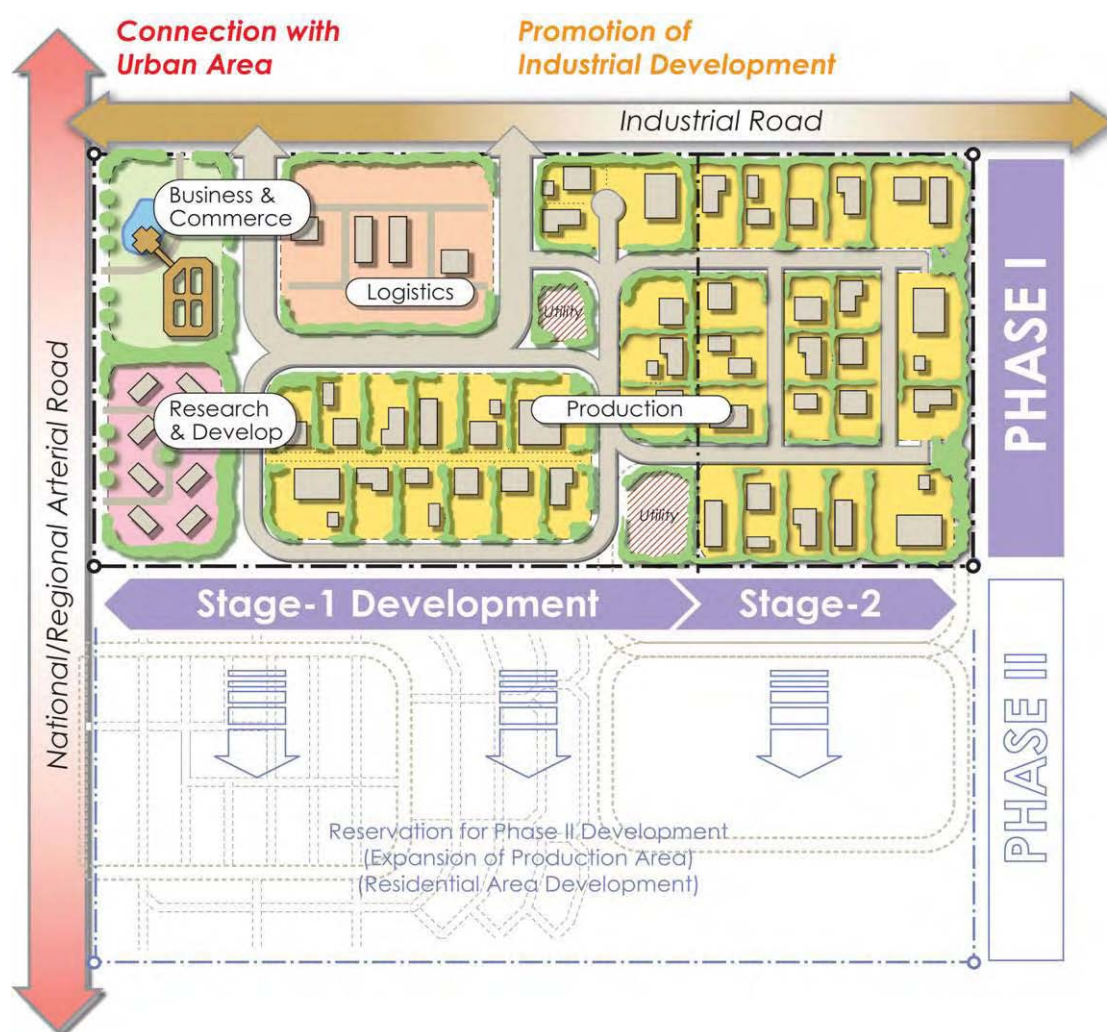 Connection with
Urban Area
Promotion of
Industrial Development
Industrial Road
National/Regional Arterial Road
Business &
Commerce
Logistics
Utility
Research
& Develop
Production
Utility
PHASE I
Stage-1 Development
Stage-2
PHASE II
Reservation for Phase II Development
(Expansion of Production Area)
(Residential Area Development)